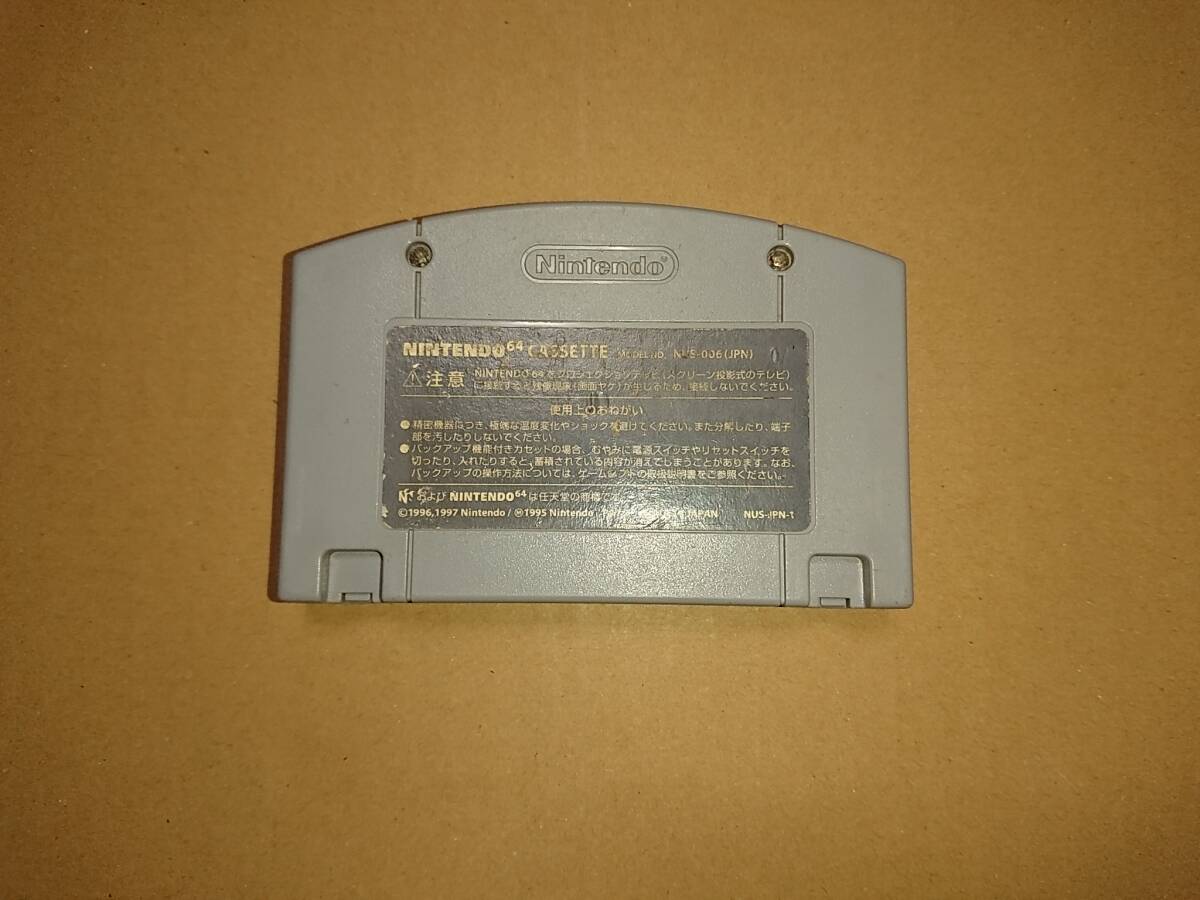 Nintendo®
NINTENDO64 CASSETTE MODEL NO. NUS-006(JPN)
注意 NINTENDO64をプロジェクションテレビ(スクリーン投影式のテレビ)
に接続すると残像現象(画面ヤケ)が生じるため、接続しないでください。
使用上のおねがい
●精密機器につき、極端な温度変化やショックを避けてください。また分解したり、端子
部を汚したりしないでください。
●バックアップ機能付きカセットの場合、むやみに電源スイッチやリセットスイッチを
切ったり、入れたりすると、蓄積されている内容が消えてしまうことがあります。なお、
バックアップの操作方法については、ゲームソフトの取扱説明書をご参照ください。
および NINTENDO64は任天堂の商標です。
©1996,1997 Nintendo/Ⓜ1995 Nintendo JAPAN NUS-JPN-1